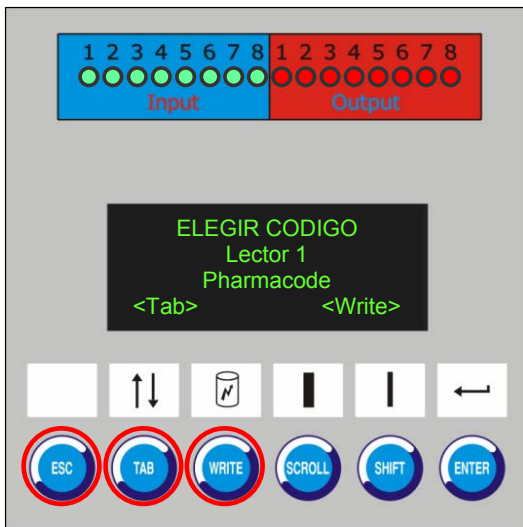 1 2 3 4 5 6 7 8 1 2 3 4 5 6 7 8
Input Output
ELEGIR CODIGO
Lector 1
Pharmacode
<Tab> <Write>
ESC TAB WRITE SCROLL SHIFT ENTER